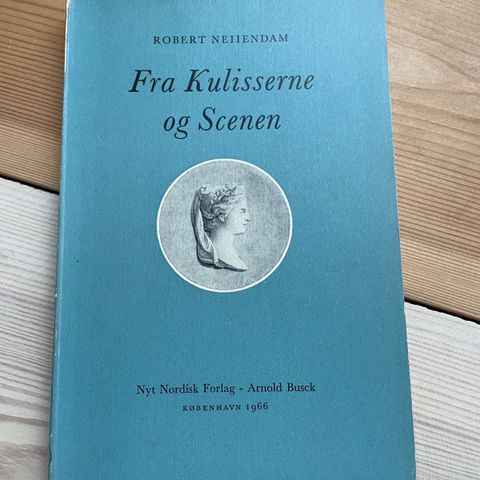 ROBERT NEIIENDAM
Fra Kulisserne
og Scenen
Nyt Nordisk Forlag - Arnold Busck
KØBENHAVN 1966